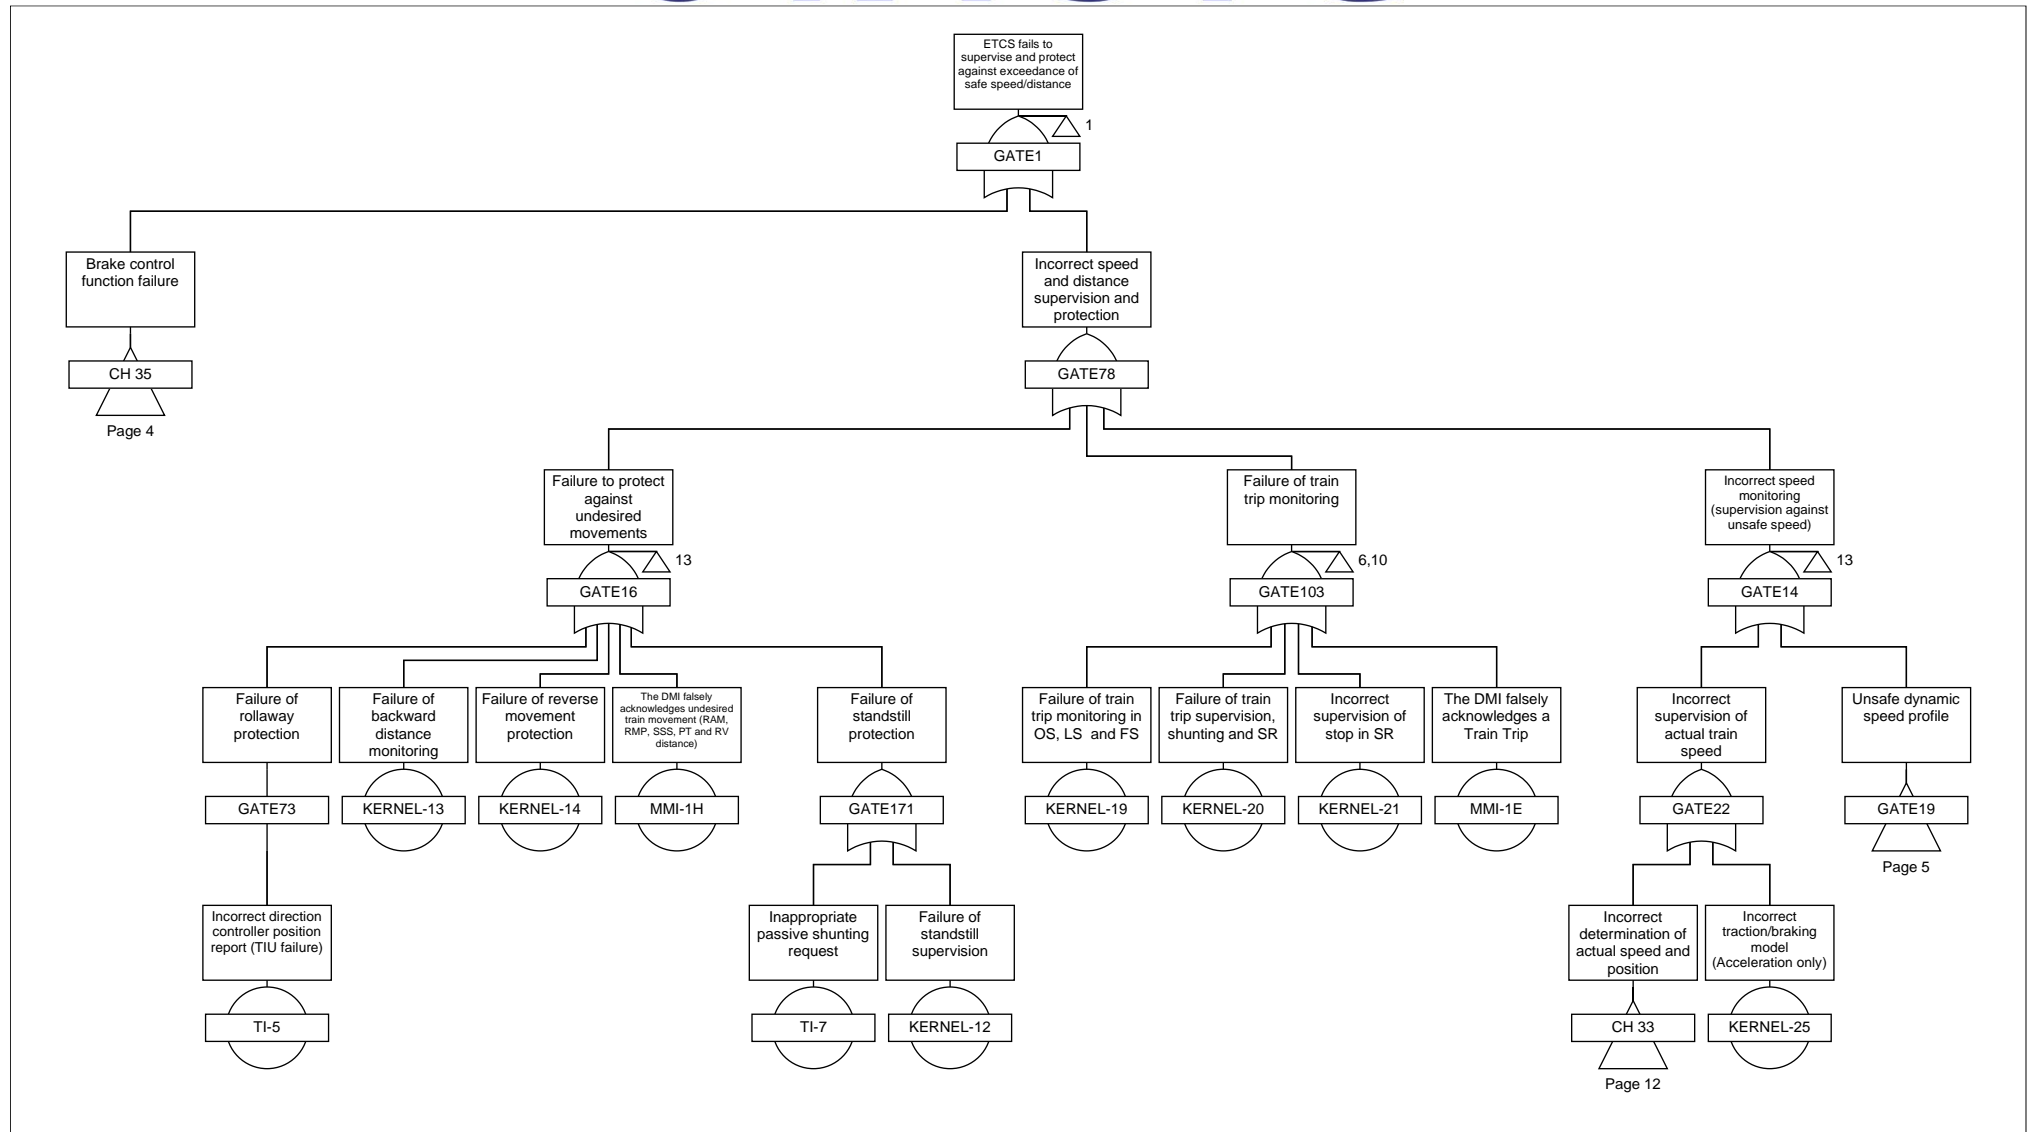 ETCS fails to
supervise and protect
against exceedance of
safe speed/distance
1
GATE1
Brake control
function failure
CH 35
Page 4
Incorrect speed
and distance
supervision and
protection
GATE78
Failure to protect
against
undesired
movements
13
GATE16
Failure of train
trip monitoring
6,10
GATE103
Incorrect speed
monitoring
(supervision against
unsafe speed)
13
GATE14
Failure of
rollaway
protection
GATE73
Failure of
backward
distance
monitoring
KERNEL-13
Failure of reverse
movement
protection
KERNEL-14
The DMI falsely
acknowledges undesired
train movement (RAM,
RMP, SSS, PT and RV
distance)
MMI-1H
Failure of
standstill
protection
GATE171
Failure of train
trip monitoring in
OS, LS and FS
KERNEL-19
Failure of train
trip supervision,
shunting and SR
KERNEL-20
Incorrect
supervision of
stop in SR
KERNEL-21
The DMI falsely
acknowledges a
Train Trip
MMI-1E
Incorrect
supervision of
actual train
speed
GATE22
Unsafe dynamic
speed profile
GATE19
Page 5
Incorrect direction
controller position
report (TIU failure)
TI-5
Inappropriate
passive shunting
request
TI-7
Failure of
standstill
supervision
KERNEL-12
Incorrect
determination of
actual speed and
position
CH 33
Page 12
Incorrect
traction/braking
model
(Acceleration only)
KERNEL-25